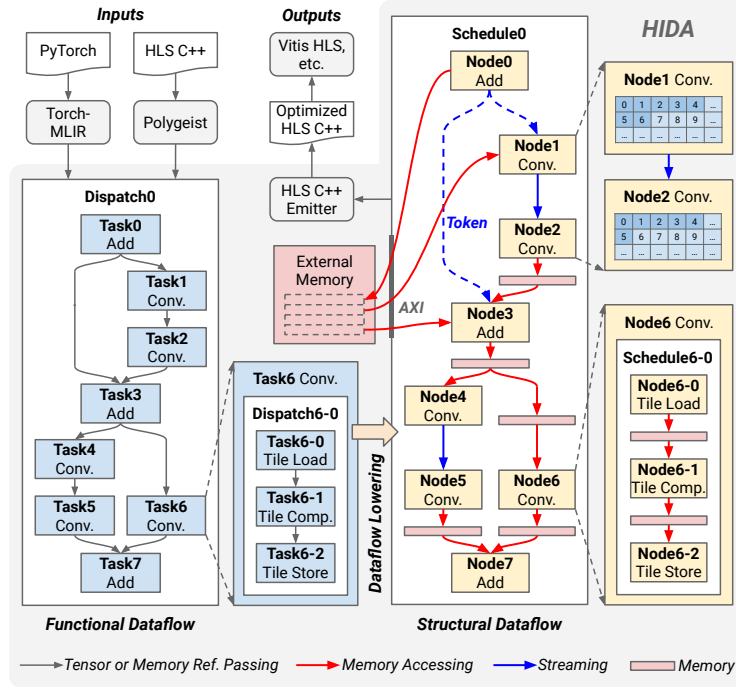 Inputs
Outputs
PyTorch
HLS C++
Torch-
MLIR
Polygeist
Vitis HLS,
etc.
Optimized
HLS C++
HLS C++
Emitter
HIDA
Dispatch0
Task0
Add
Task1
Conv.
Task2
Conv.
Task3
Add
Task4
Conv.
Task5
Conv.
Task6
Conv.
Task7
Add
Functional Dataflow
Task6 Conv.
Dispatch6-0
Task6-0
Tile Load
Task6-1
Tile Comp.
Task6-2
Tile Store
External
Memory
AXI
Dataflow Lowering
Schedule0
Node0
Add
Node1
Conv.
Token
Node2
Conv.
Node3
Add
Node4
Conv.
Node5
Conv.
Node6
Conv.
Node7
Add
Structural Dataflow
Node1 Conv.
0 1 2 3 4 ...
5 6 7 8 9 ...
... ... ... ... ... ...
Node2 Conv.
0 1 2 3 4 ...
5 6 7 8 9 ...
... ... ... ... ... ...
Node6 Conv.
Schedule6-0
Node6-0
Tile Load
Node6-1
Tile Comp.
Node6-2
Tile Store
Tensor or Memory Ref. Passing
Memory Accessing
Streaming
Memory